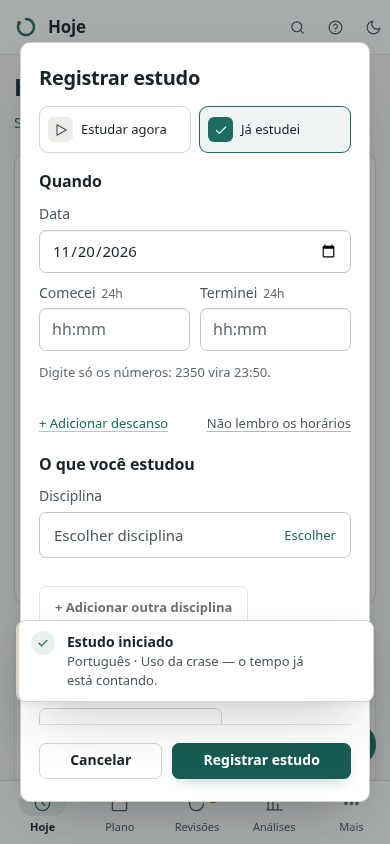 Hoje
Registrar estudo
Estudar agora
Já estudei
Quando
Data
11/20/2026
Comecei 24h
Terminei 24h
hh:mm
hh:mm
Digite só os números: 2350 vira 23:50.
+ Adicionar descanso
Não lembro os horários
O que você estudou
Disciplina
Escolher disciplina
Escolher
+ Adicionar outra disciplina
Estudo iniciado
Português · Uso da crase — o tempo já
está contando.
Cancelar
Registrar estudo
Hoje
Plano
Revisões
Análises
Mais